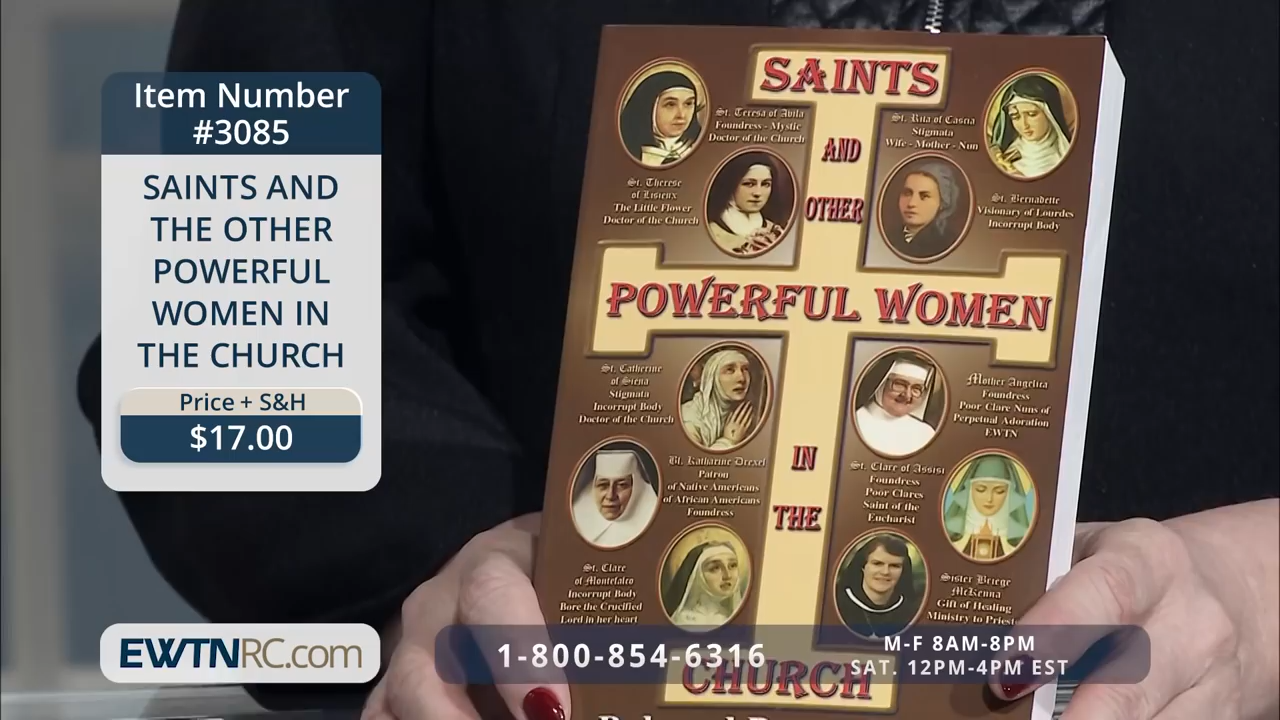 Item Number
#3085
SAINTS AND
THE OTHER
POWERFUL
WOMEN IN
THE CHURCH
Price + S&H
$17.00
EWTNRC.com
1-800-854-6316
M-F 8AM-8PM
SAT. 12PM-4PM EST
SAINTS
AND
OTHER
POWERFUL WOMEN
IN
THE
CHURCH
St. Teresa of Avila
Foundress - Mystic
Doctor of the Church
St. Rita of Cascia
Stigmata
Wife - Mother - Nun
St. Therese
of Lisieux
The Little Flower
Doctor of the Church
St. Bernadette
Visionary of Lourdes
Incorrupt Body
St. Catherine
of Siena
Stigmata
Incorrupt Body
Doctor of the Church
Mother Angelica
Foundress
Poor Clare Nuns of
Perpetual Adoration
EWTN
Bl. Katharine Drexel
Patron
of Native Americans
of African Americans
Foundress
St. Clare of Assisi
Foundress
Poor Clares
Saint of the
Eucharist
St. Clare
of Montefalco
Incorrupt Body
Bore the Crucified
Lord in her heart
Sister Briege
McKenna
Gift of Healing
Ministry to Priest